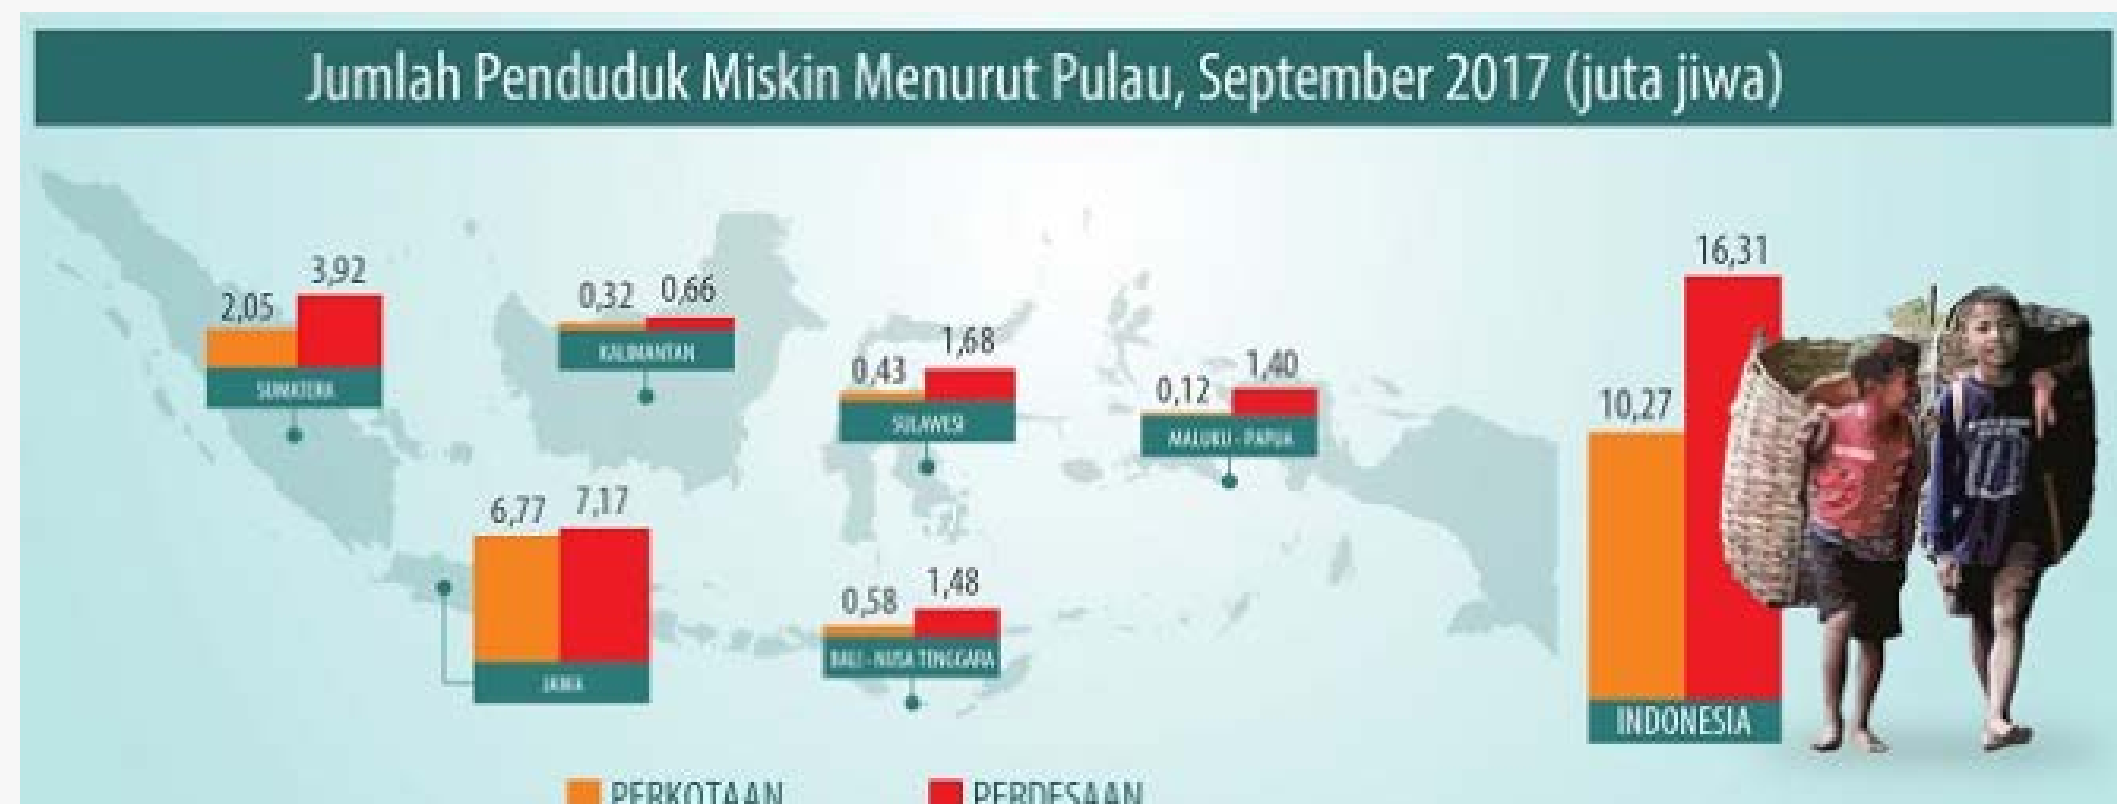 Jumlah Penduduk Miskin Menurut Pulau, September 2017 (juta jiwa)
2,05 3,92
SUMATERA
0,32 0,66
KALIMANTAN
0,43 1,68
SULAWESI
0,12 1,40
MALUKU - PAPUA
6,77 7,17
JAWA
0,58 1,48
BALI - NUSA TENGGARA
10,27 16,31
INDONESIA
PERKOTAAN PERDESAAN